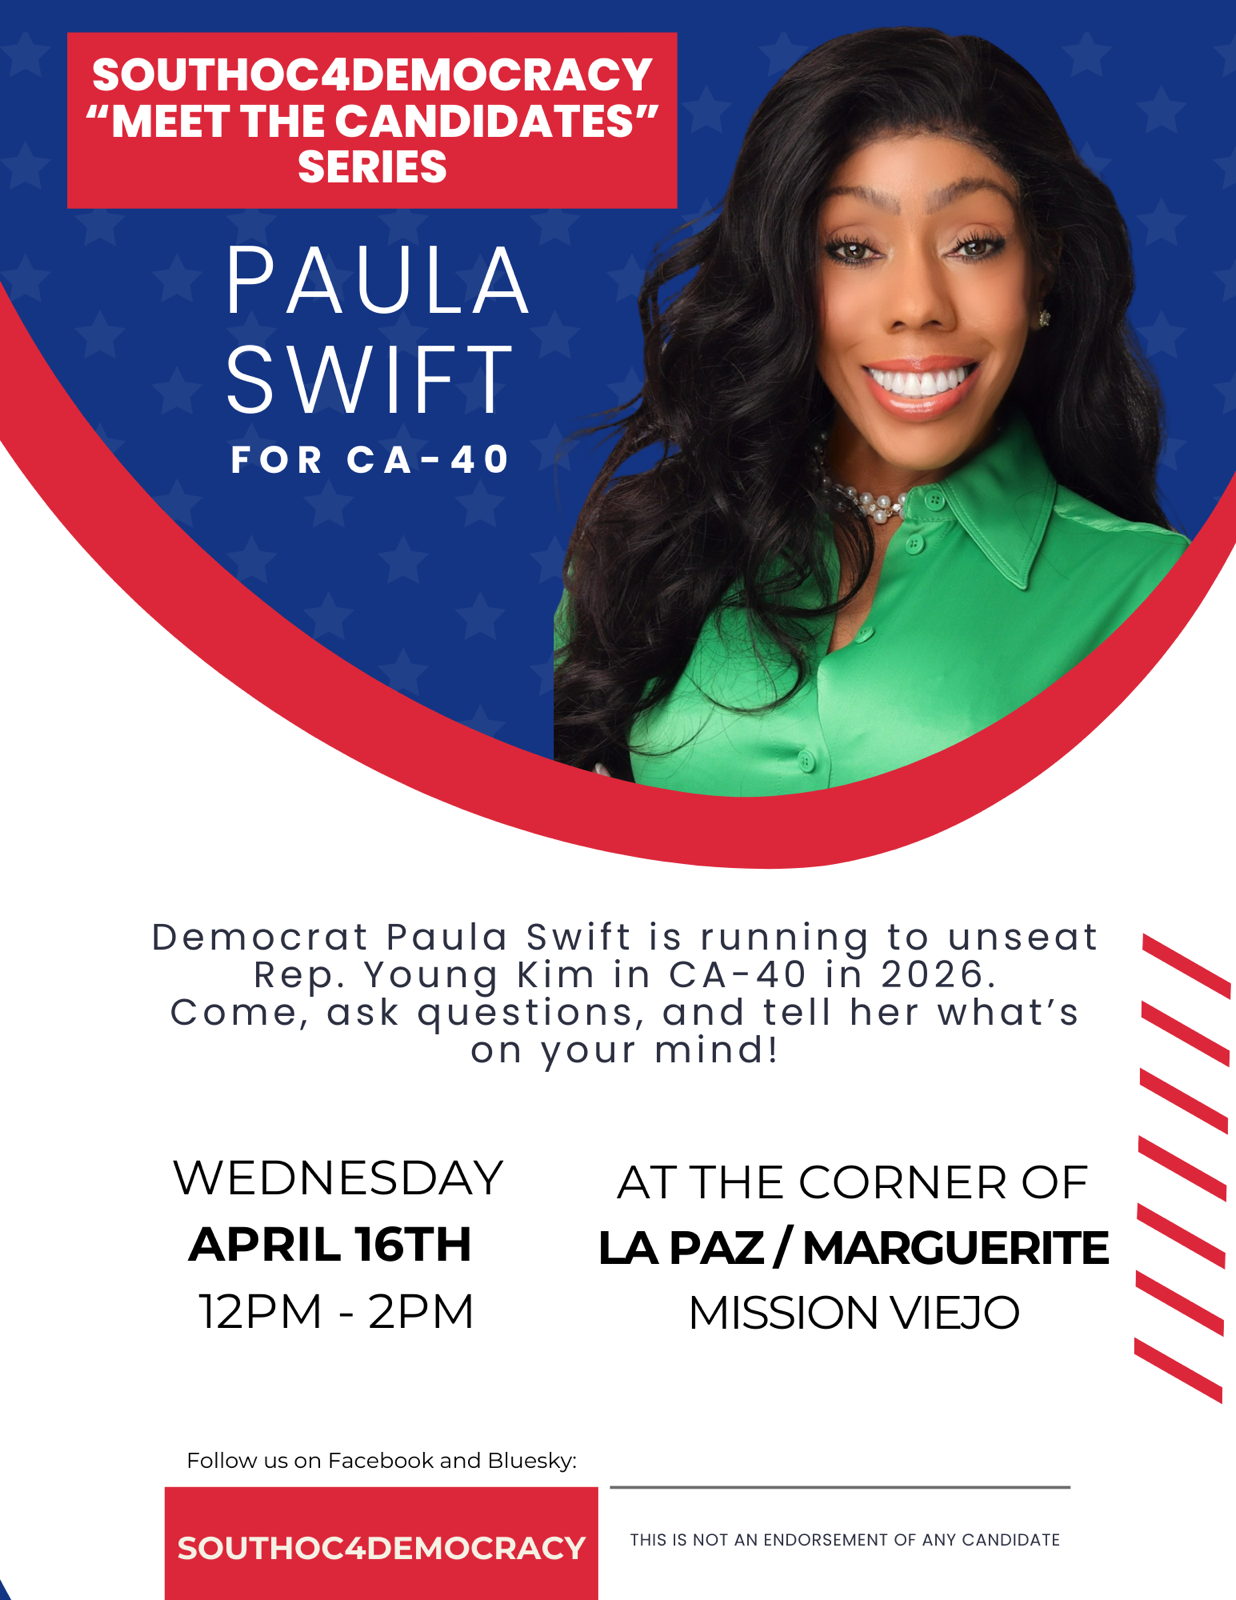 SOUTHOC4DEMOCRACY
“MEET THE CANDIDATES”
SERIES
PAULA
SWIFT
FOR CA-40
Democrat Paula Swift is running to unseat
Rep. Young Kim in CA-40 in 2026.
Come, ask questions, and tell her what’s
on your mind!
WEDNESDAY
APRIL 16TH
12PM - 2PM
AT THE CORNER OF
LA PAZ / MARGUERITE
MISSION VIEJO
Follow us on Facebook and Bluesky:
SOUTHOC4DEMOCRACY
THIS IS NOT AN ENDORSEMENT OF ANY CANDIDATE